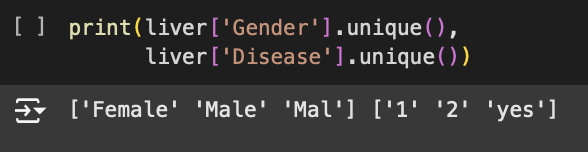 [ ] print(liver['Gender'].unique(),
liver['Disease'].unique())
['Female' 'Male' 'Mal'] ['1' '2' 'yes']